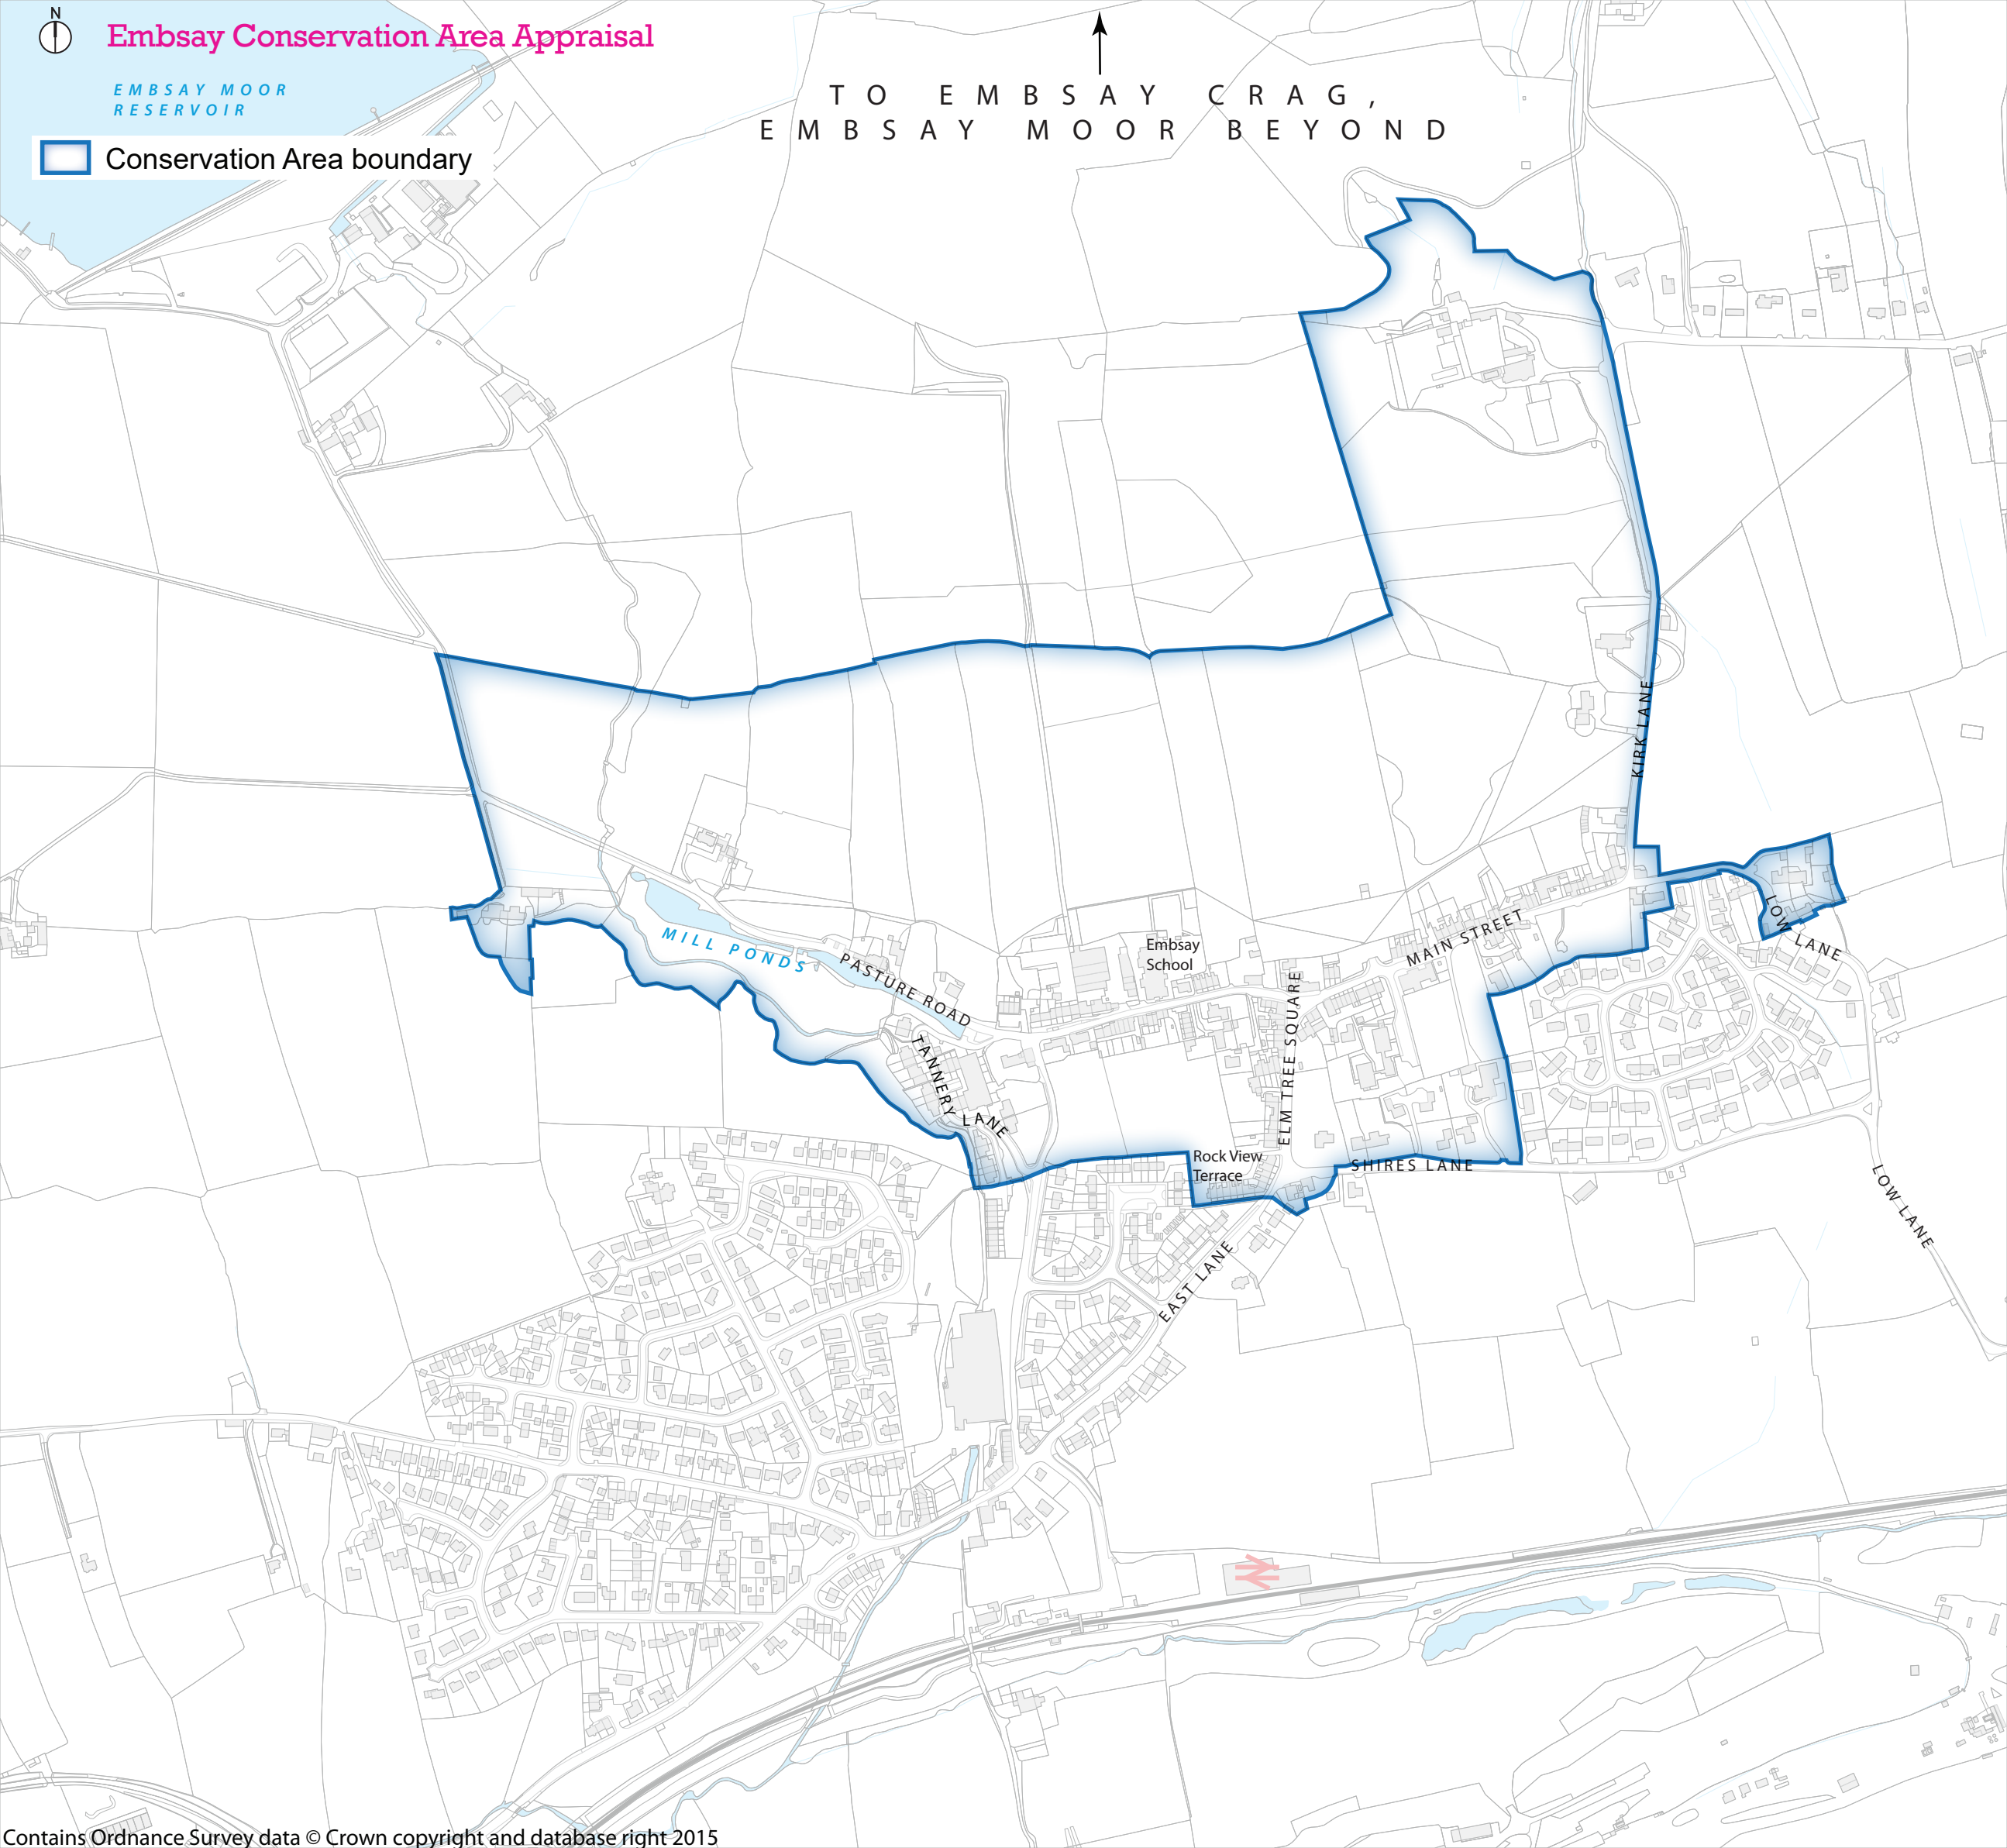 N
Embsay Conservation Area Appraisal
EMBSAY MOOR
RESERVOIR
TO EMBSAY CRAG,
EMBSAY MOOR BEYOND
Conservation Area boundary
KIRK LANE
LOW LANE
MAIN STREET
MILL PONDS
PASTURE ROAD
Embsay
School
ELM TREE SQUARE
TANNERY LANE
Rock View
Terrace
SHIRES LANE
LOW LANE
EAST LANE
Contains Ordnance Survey data © Crown copyright and database right 2015